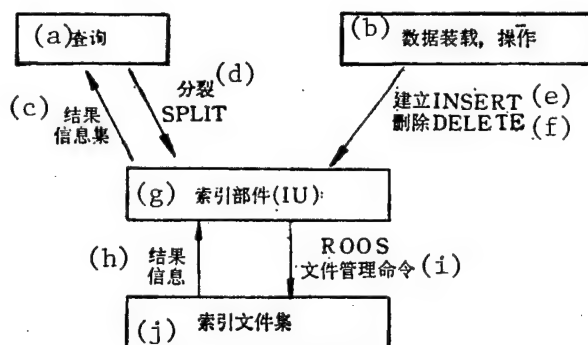 (a)查询
(b) 数据装载，操作
(c) 结果
信息集
分裂(d)
SPLIT
建立INSERT (e)
删除DELETE (f)
(g) 索引部件(IU)
(h) 结果
信息
ROOS
文件管理命令(i)
(j) 索引文件集